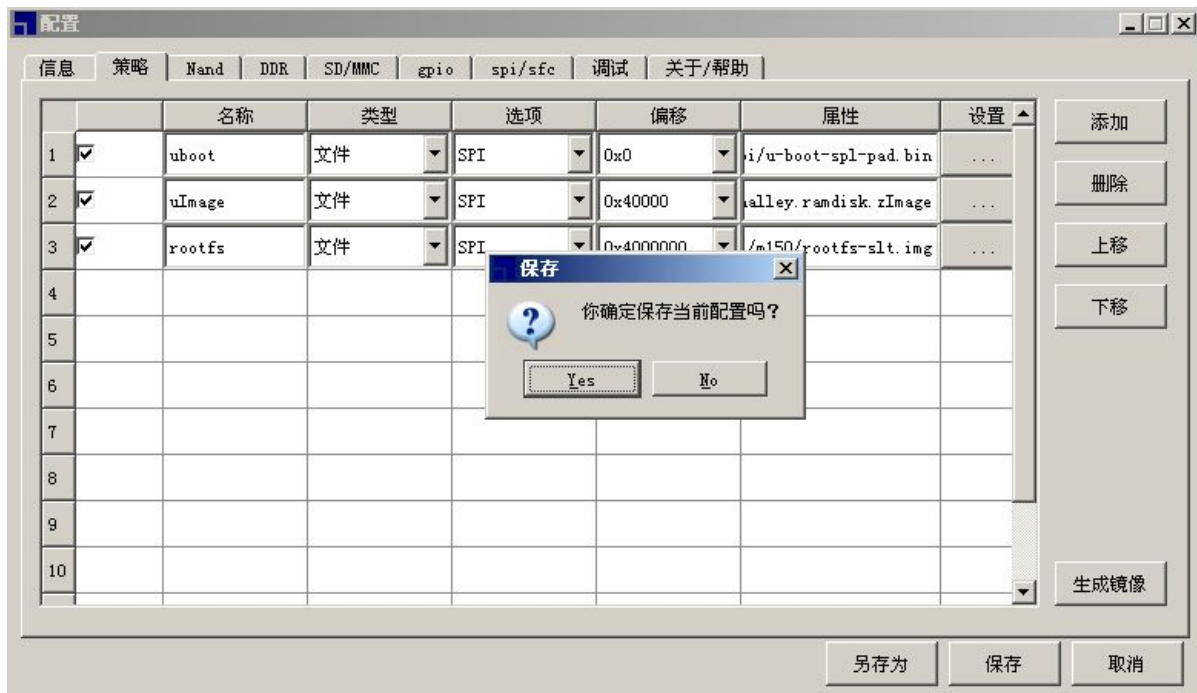 配置
信息 策略 Nand DDR SD/MMC gpio spi/sfc 调试 关于/帮助
名称 类型 选项 偏移 属性 设置
添加
1 uboot 文件 SPI 0x0 i/u-boot-spl-pad.bin ...
删除
2 uImage 文件 SPI 0x40000 alley.ramdisk.zImage ...
上移
3 rootfs 文件 SPI 0x4000000 /m150/rootfs-slt.img ...
保存
4
下移
你确定保存当前配置吗?
5
Yes No
6
7
8
9
10
生成镜像
另存为 保存 取消